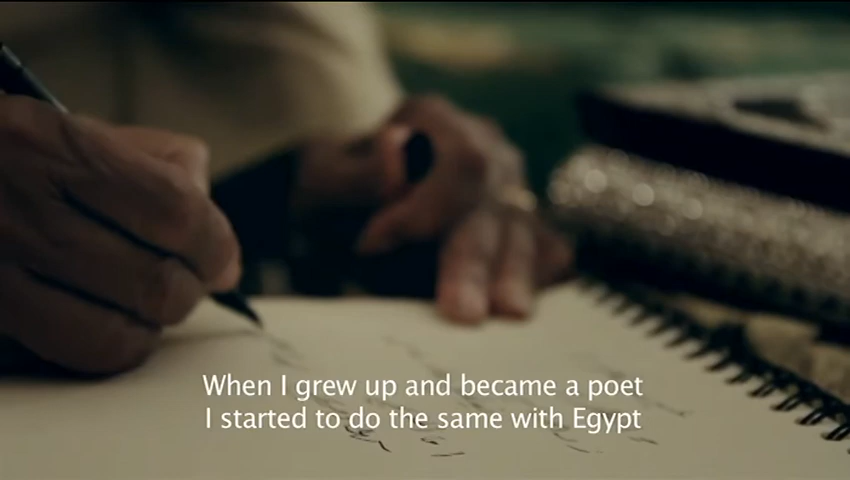 When I grew up and became a poet
I started to do the same with Egypt